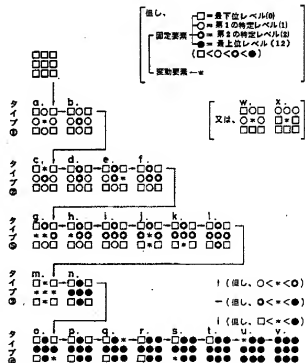 但し、
固定要素
□=最下位レベル(0)
○=第1の特定レベル(1)
◎=第2の特定レベル(2)
●=最上位レベル(12)
(□<○<◎<●)
変動要素←*
タイプ①
a. b.
又は、
w. x.
タイプ②
c. d. e. f.
タイプ⑤
g. h. i. j. k. l.
タイプ③
m. n.
タイプ④
o. p. q. r. s. t. u. v.
(但し、○<*<◎)
(但し、◎<*<●)
(但し、□<*<○)